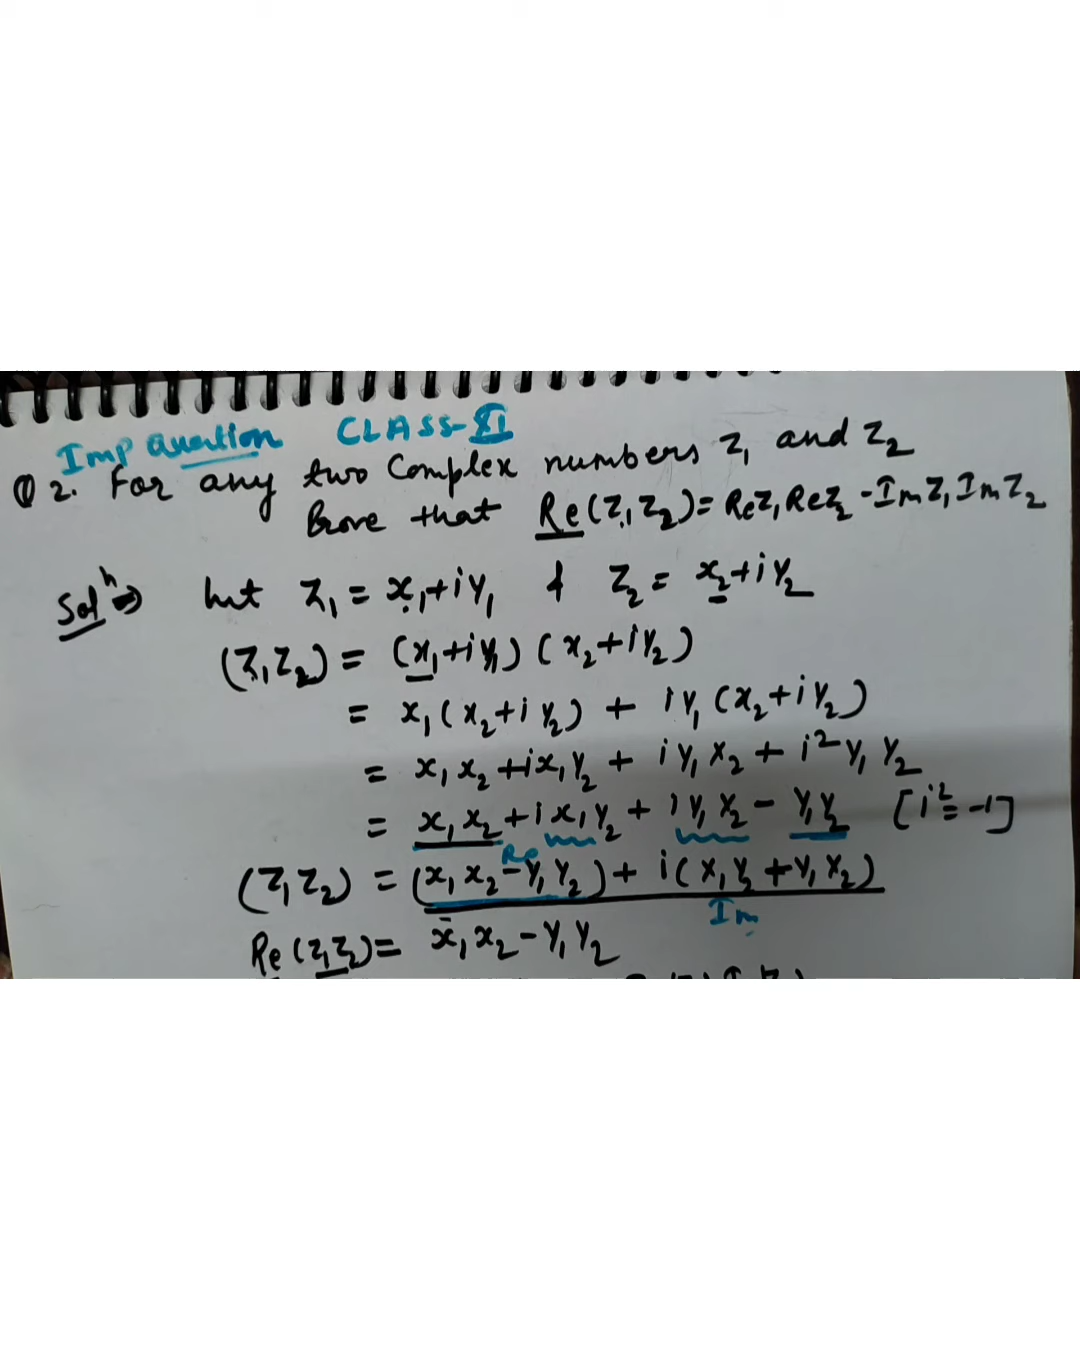 Imp Question CLASS-XI
Q 2. For any two Complex numbers z₁ and z₂
Prove that Re(z₁z₂)= Rez₁Rez₂ - Imz₁Imz₂
Solⁿ ⇒ Let z₁ = x₁+iy₁ & z₂ = x₂+iy₂
(z₁z₂) = (x₁+iy₁) (x₂+iy₂)
= x₁(x₂+iy₂) + iy₁(x₂+iy₂)
= x₁x₂+ix₁y₂ + iy₁x₂ + i²y₁y₂
= x₁x₂+ix₁y₂ + iy₁x₂ - y₁y₂ [i²=-1]
Re
(z₁z₂) = (x₁x₂-y₁y₂)+ i(x₁y₂+y₁x₂)
Im
Re(z₁z₂)= x₁x₂-y₁y₂